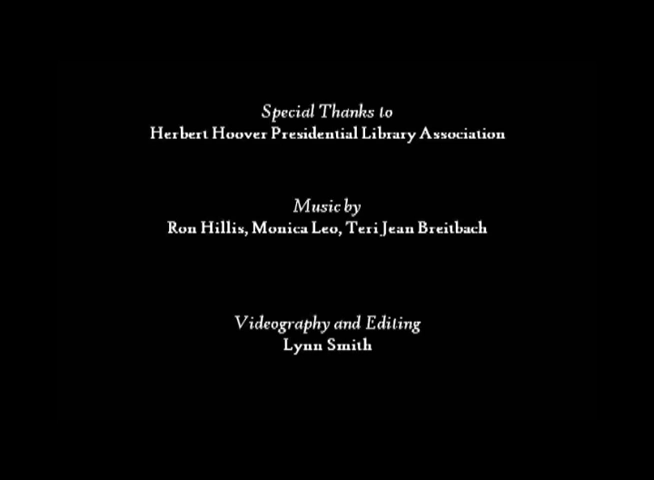 Special Thanks to
Herbert Hoover Presidential Library Association
Music by
Ron Hillis, Monica Leo, Teri Jean Breitbach
Videography and Editing
Lynn Smith